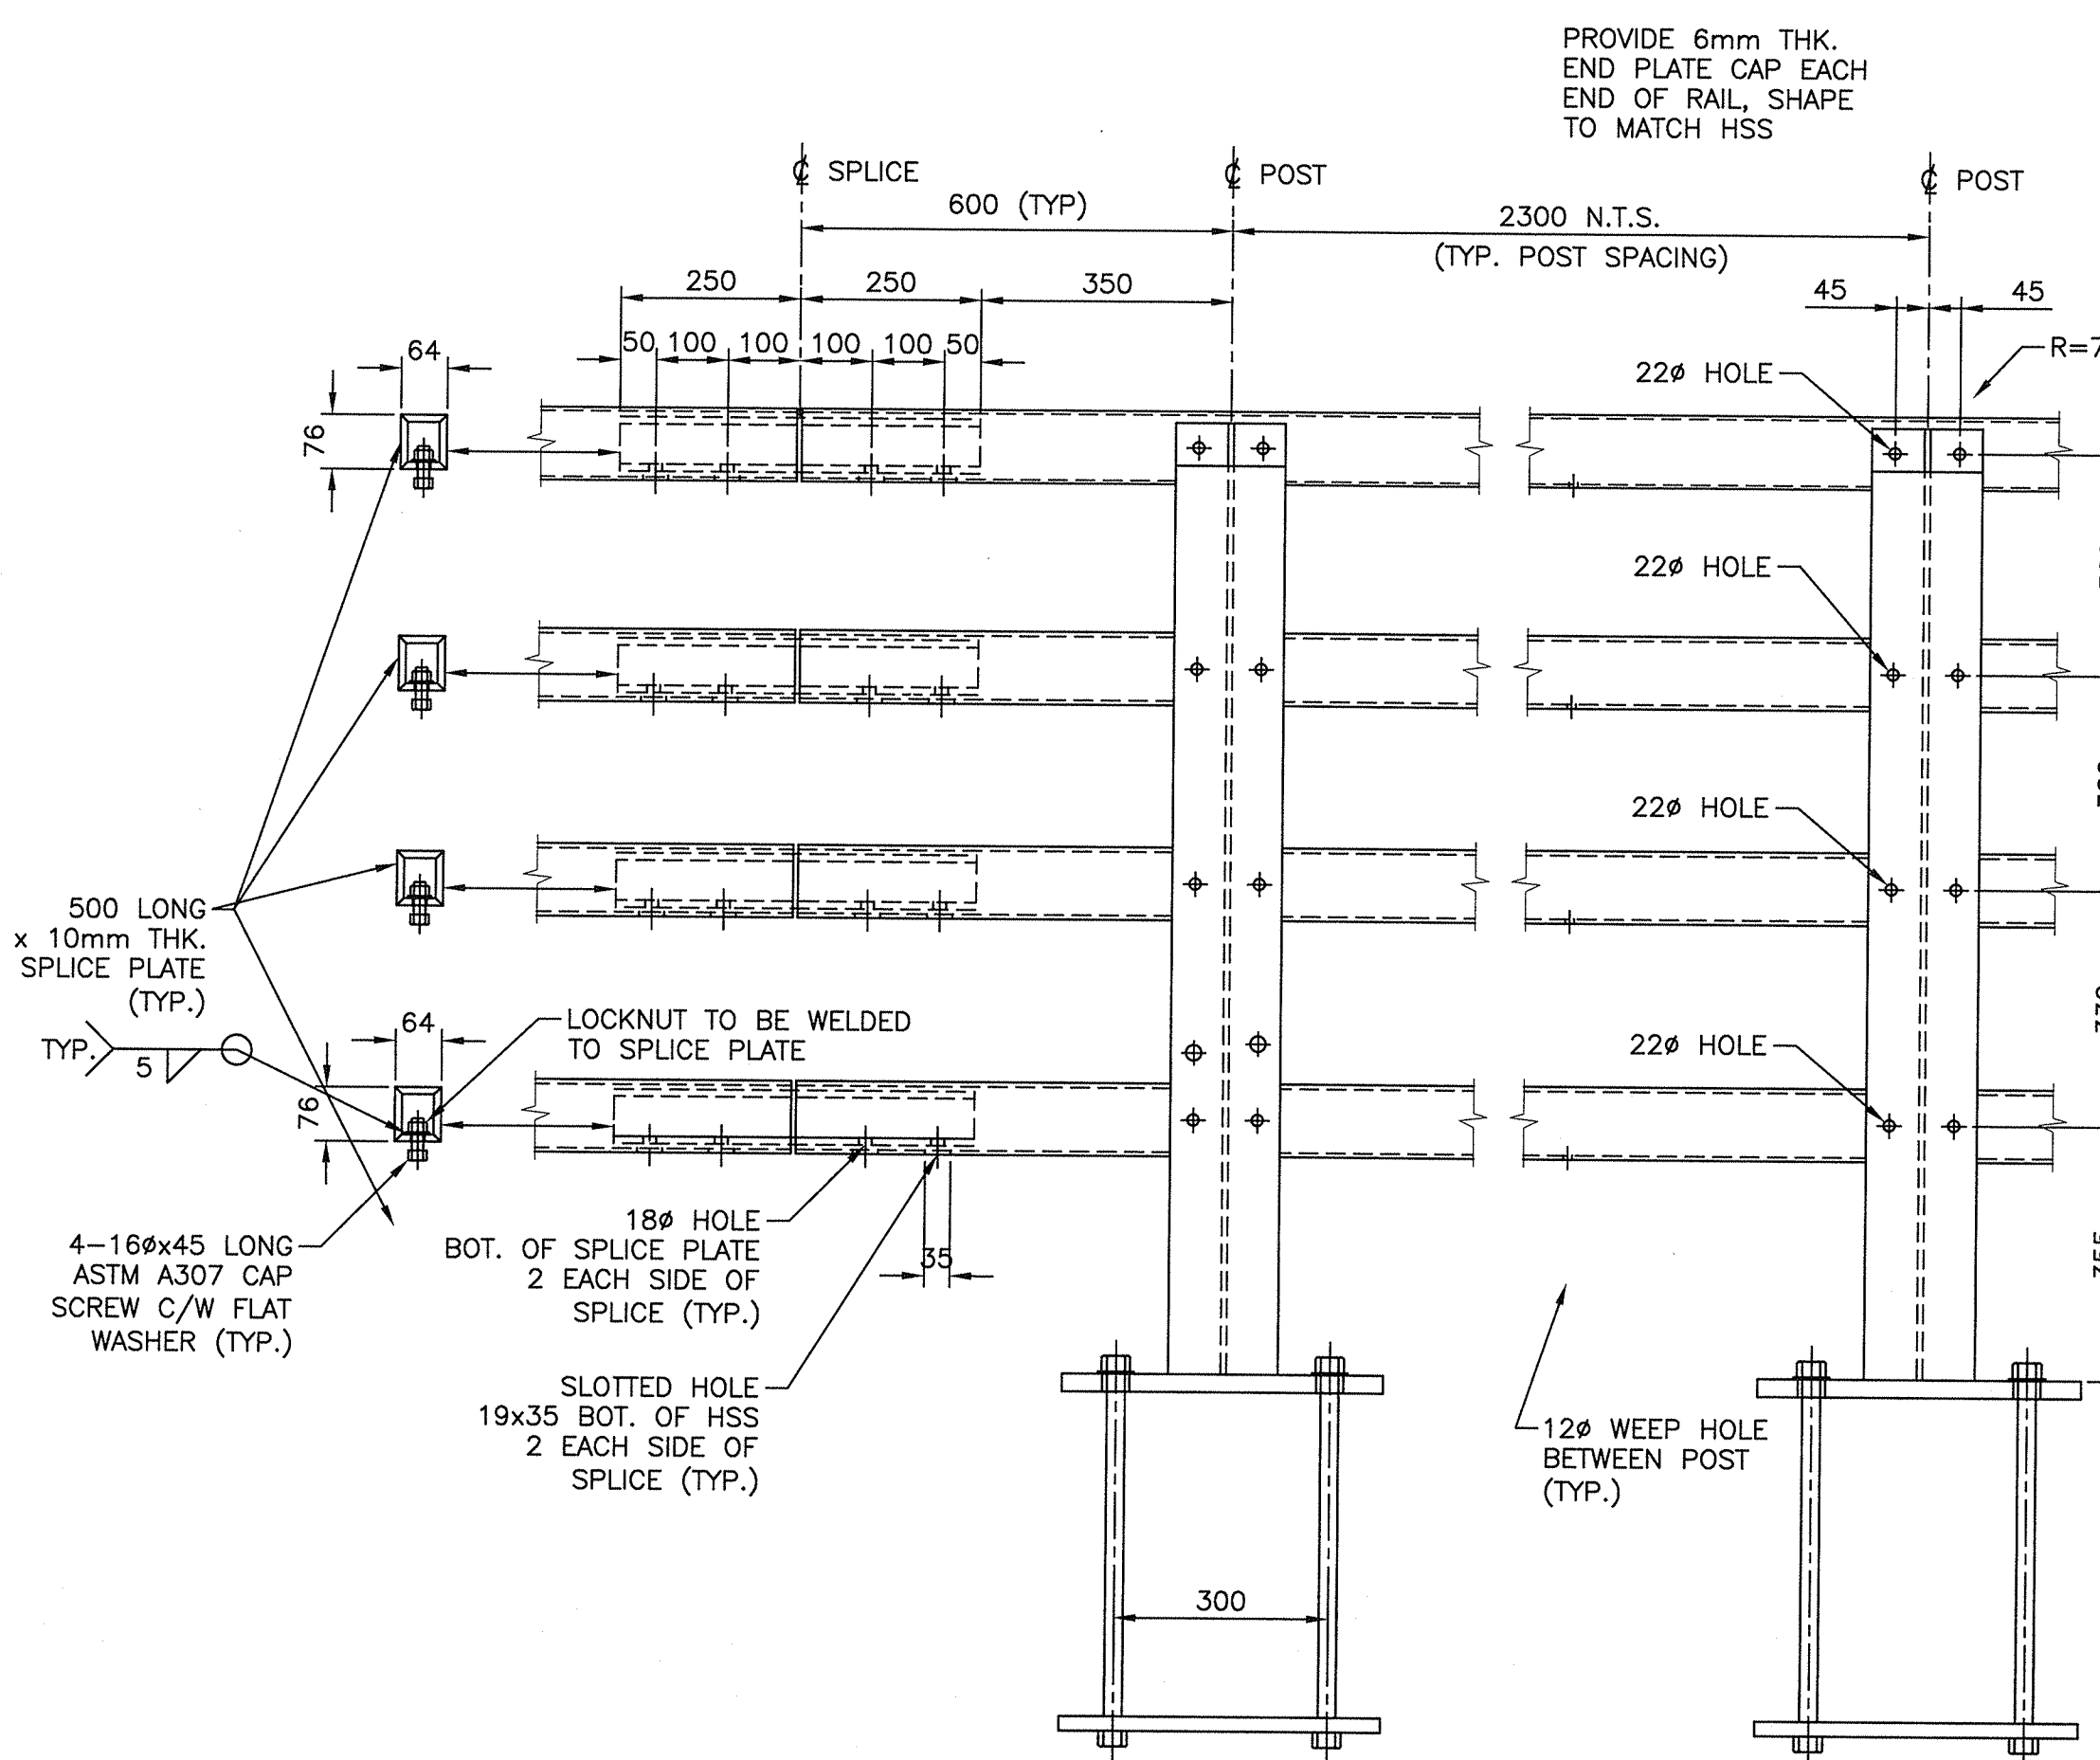 PROVIDE 6mm THK.
END PLATE CAP EACH
END OF RAIL, SHAPE
TO MATCH HSS
℄ SPLICE
℄ POST
℄ POST
600 (TYP)
2300 N.T.S.
(TYP. POST SPACING)
250
250
350
45
45
50
100
100
100
100
50
64
76
R=7
22ø HOLE
22ø HOLE
22ø HOLE
22ø HOLE
500 LONG
x 10mm THK.
SPLICE PLATE
(TYP.)
TYP.
5
64
76
LOCKNUT TO BE WELDED
TO SPLICE PLATE
4-16øx45 LONG
ASTM A307 CAP
SCREW C/W FLAT
WASHER (TYP.)
18ø HOLE
BOT. OF SPLICE PLATE
2 EACH SIDE OF
SPLICE (TYP.)
35
SLOTTED HOLE
19x35 BOT. OF HSS
2 EACH SIDE OF
SPLICE (TYP.)
12ø WEEP HOLE
BETWEEN POST
(TYP.)
355
300